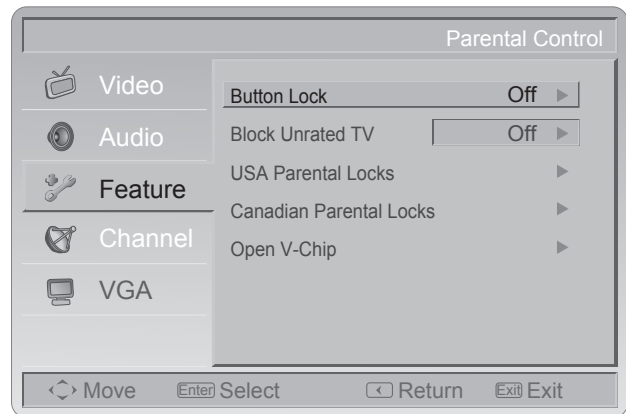 Parental Control
Video
Audio
Feature
Channel
VGA
Button Lock Off
Block Unrated TV Off
USA Parental Locks
Canadian Parental Locks
Open V-Chip
Move Enter Select Return Exit Exit